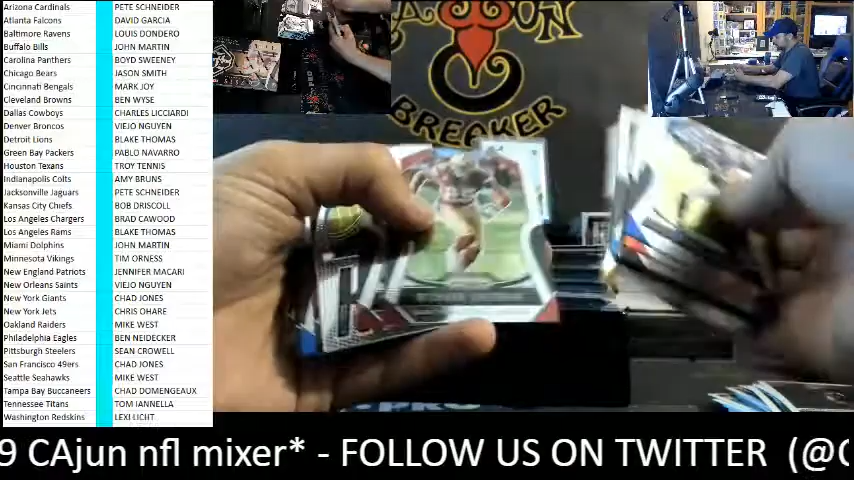 Arizona Cardinals PETE SCHNEIDER
Atlanta Falcons DAVID GARCIA
Baltimore Ravens LOUIS DONDERO
Buffalo Bills JOHN MARTIN
Carolina Panthers BOYD SWEENEY
Chicago Bears JASON SMITH
Cincinnati Bengals MARK JOY
Cleveland Browns BEN WYSE
Dallas Cowboys CHARLES LICCIARDI
Denver Broncos VIEJO NGUYEN
Detroit Lions BLAKE THOMAS
Green Bay Packers PABLO NAVARRO
Houston Texans TROY TENNIS
Indianapolis Colts AMY BRUNS
Jacksonville Jaguars PETE SCHNEIDER
Kansas City Chiefs BOB DRISCOLL
Los Angeles Chargers BRAD CAWOOD
Los Angeles Rams BLAKE THOMAS
Miami Dolphins JOHN MARTIN
Minnesota Vikings TIM ORNESS
New England Patriots JENNIFER MACARI
New Orleans Saints VIEJO NGUYEN
New York Giants CHAD JONES
New York Jets CHRIS OHARE
Oakland Raiders MIKE WEST
Philadelphia Eagles BEN NEIDECKER
Pittsburgh Steelers SEAN CROWELL
San Francisco 49ers CHAD JONES
Seattle Seahawks MIKE WEST
Tampa Bay Buccaneers CHAD DOMENGEAUX
Tennessee Titans TOM IANNELLA
Washington Redskins LEXI LICHT
BREAKER
9 CAjun nfl mixer* - FOLLOW US ON TWITTER (@